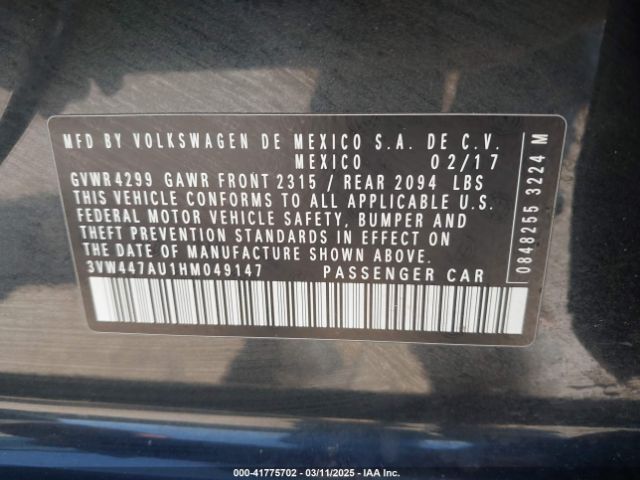 MFD BY VOLKSWAGEN DE MEXICO S.A. DE C.V.
MEXICO 02/17
GVWR 4299 GAWR FRONT 2315 / REAR 2094 LBS
THIS VEHICLE CONFORMS TO ALL APPLICABLE U.S.
FEDERAL MOTOR VEHICLE SAFETY, BUMPER AND
THEFT PREVENTION STANDARDS IN EFFECT ON
THE DATE OF MANUFACTURE SHOWN ABOVE.
3VW447AU1HM049147 PASSENGER CAR
0848255 3224 M
000-41775702 - 03/11/2025 - IAA Inc.